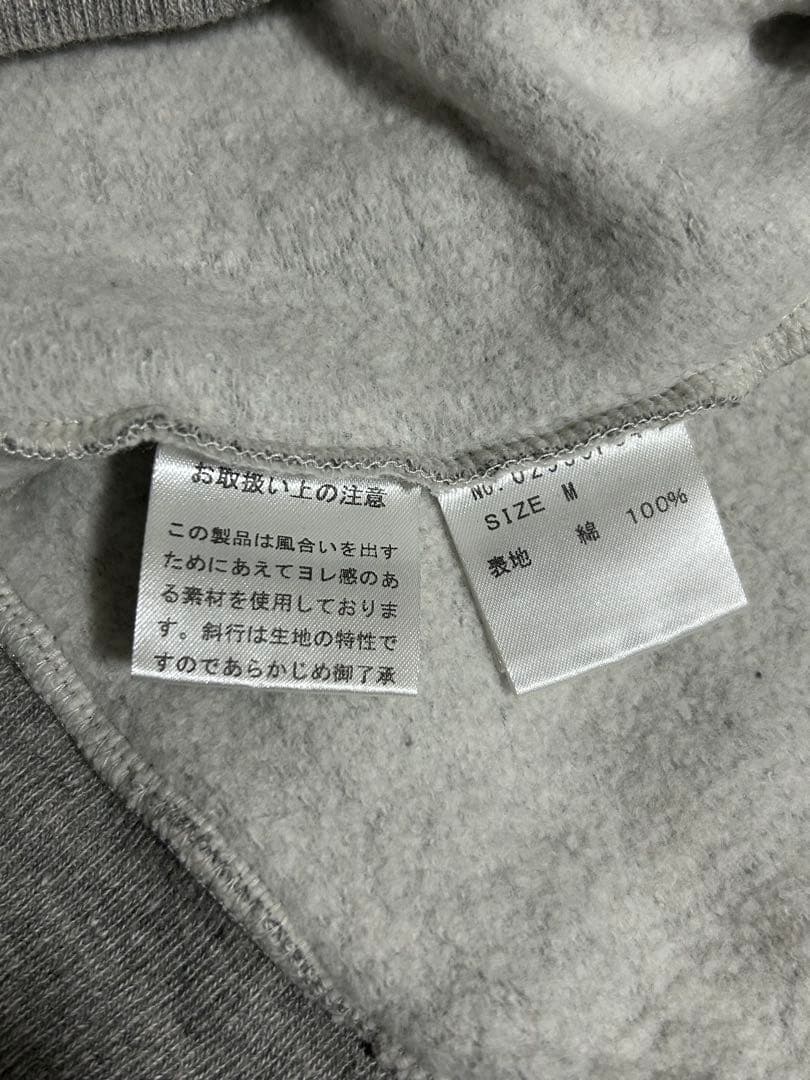 お取扱い上の注意
この製品は風合いを出す
ためにあえてヨレ感のあ
る素材を使用しておりま
す。斜行は生地の特性で
すのであらかじめ御了承
SIZE M
表地 綿 100%